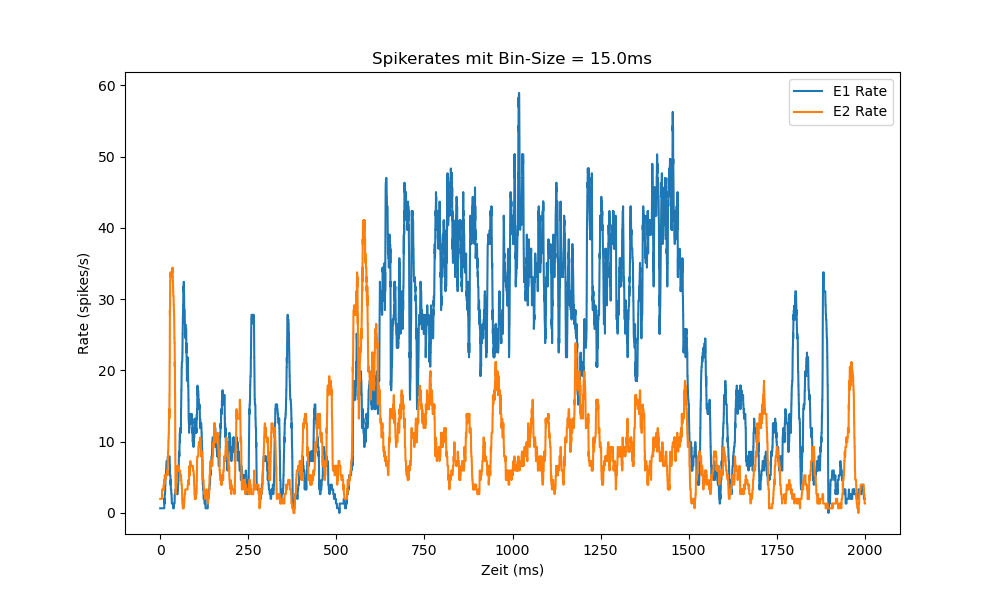 Spikerates mit Bin-Size = 15.0ms
E1 Rate
E2 Rate
Rate (spikes/s)
60
50
40
30
20
10
0
0 250 500 750 1000 1250 1500 1750 2000
Zeit (ms)